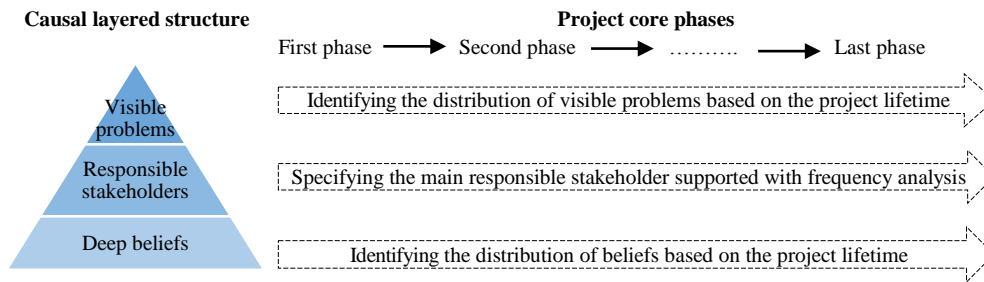 Causal layered structure
Project core phases
First phase
Second phase
……….
Last phase
Visible
problems
Identifying the distribution of visible problems based on the project lifetime
Responsible
stakeholders
Specifying the main responsible stakeholder supported with frequency analysis
Deep beliefs
Identifying the distribution of beliefs based on the project lifetime